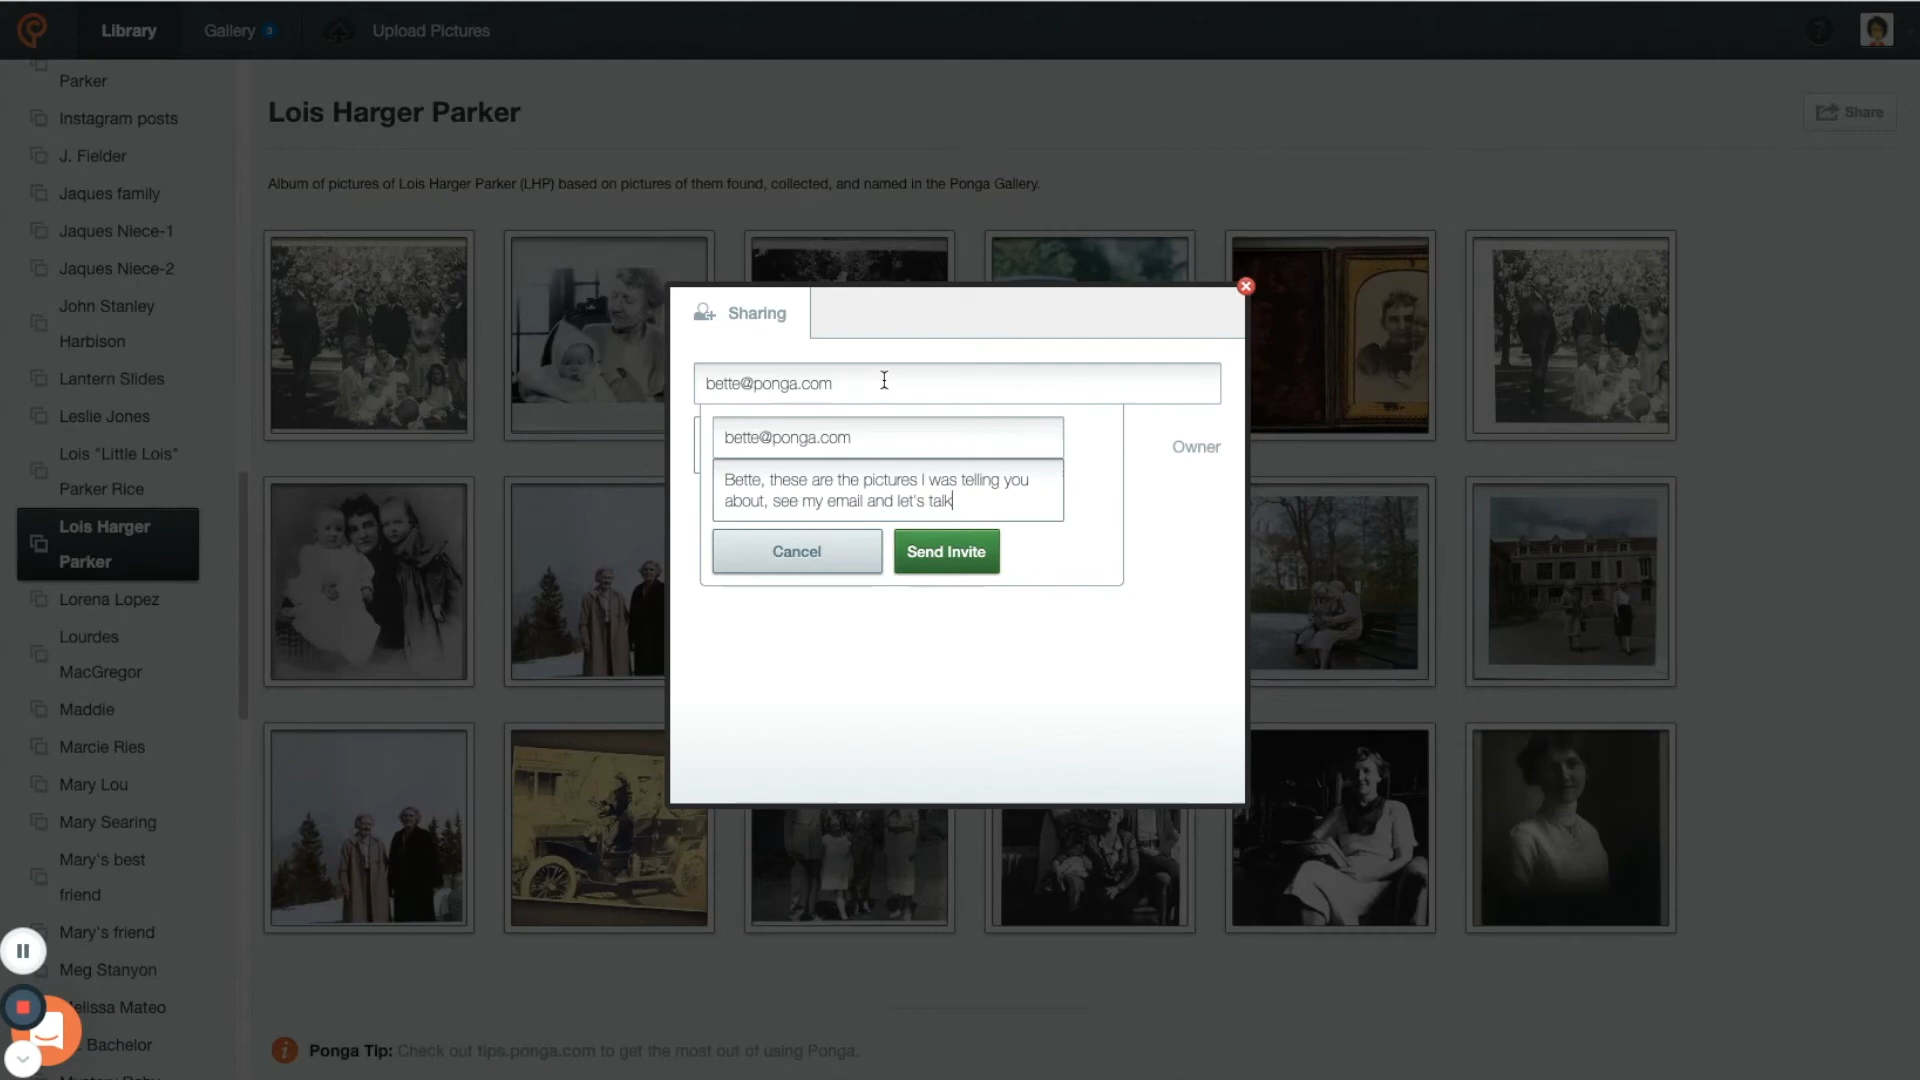 Library
Gallery 3
Upload Pictures
?
Parker
Instagram posts
J. Fielder
Jaques family
Jaques Niece-1
Jaques Niece-2
John Stanley
Harbison
Lantern Slides
Leslie Jones
Lois "Little Lois"
Parker Rice
Lois Harger
Parker
Lorena Lopez
Lourdes
MacGregor
Maddie
Marcie Ries
Mary Lou
Mary Searing
Mary's best
friend
Mary's friend
Meg Stanyon
elissa Mateo
Bachelor
Lois Harger Parker
Share
Album of pictures of Lois Harger Parker (LHP) based on pictures of them found, collected, and named in the Ponga Gallery.
Sharing
bette@ponga.com
bette@ponga.com
Owner
Bette, these are the pictures I was telling you
about, see my email and let's talk
Cancel
Send Invite
Ponga Tip: Check out tips.ponga.com to get the most out of using Ponga.